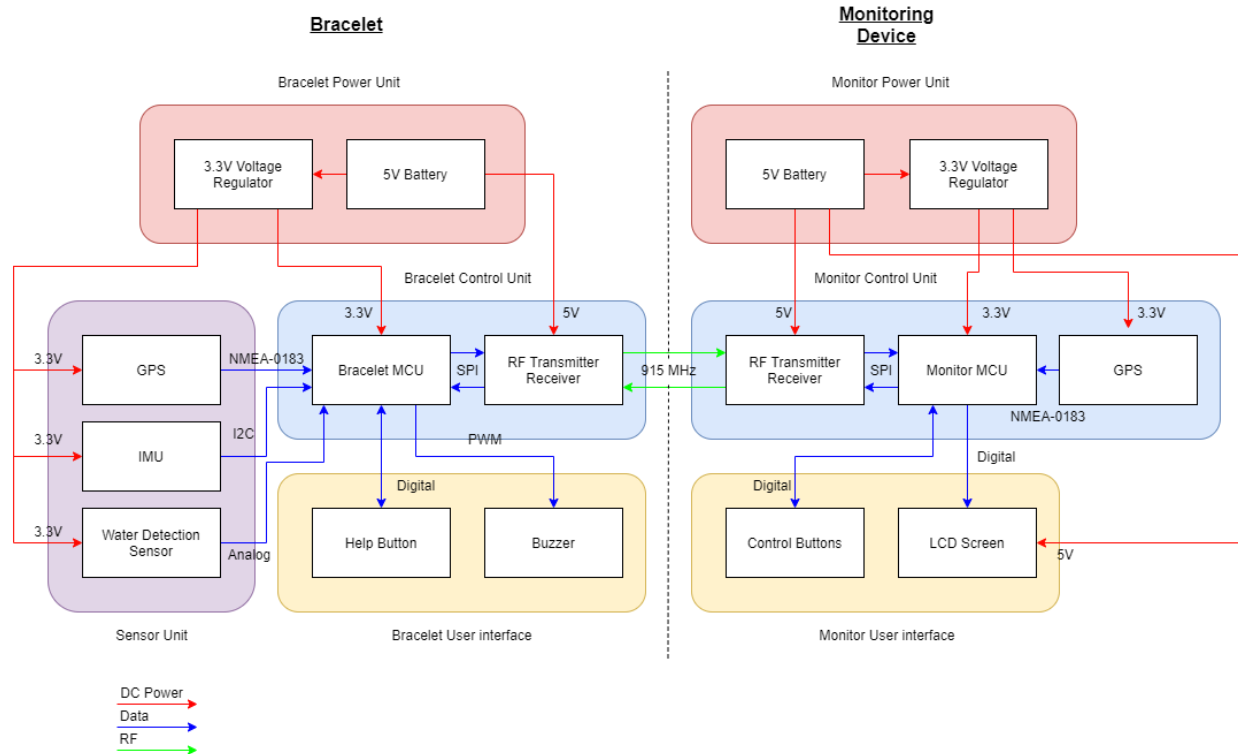 Bracelet
Monitoring
Device
Bracelet Power Unit
Monitor Power Unit
3.3V Voltage
Regulator
5V Battery
5V Battery
3.3V Voltage
Regulator
Bracelet Control Unit
Monitor Control Unit
3.3V
5V
5V
3.3V
3.3V
3.3V
GPS
NMEA-0183
Bracelet MCU
SPI
RF Transmitter
Receiver
915 MHz
RF Transmitter
Receiver
SPI
Monitor MCU
GPS
NMEA-0183
3.3V
IMU
I2C
PWM
Digital
Digital
Digital
3.3V
Water Detection
Sensor
Analog
Help Button
Buzzer
Control Buttons
LCD Screen
5V
Sensor Unit
Bracelet User interface
Monitor User interface
DC Power
Data
RF